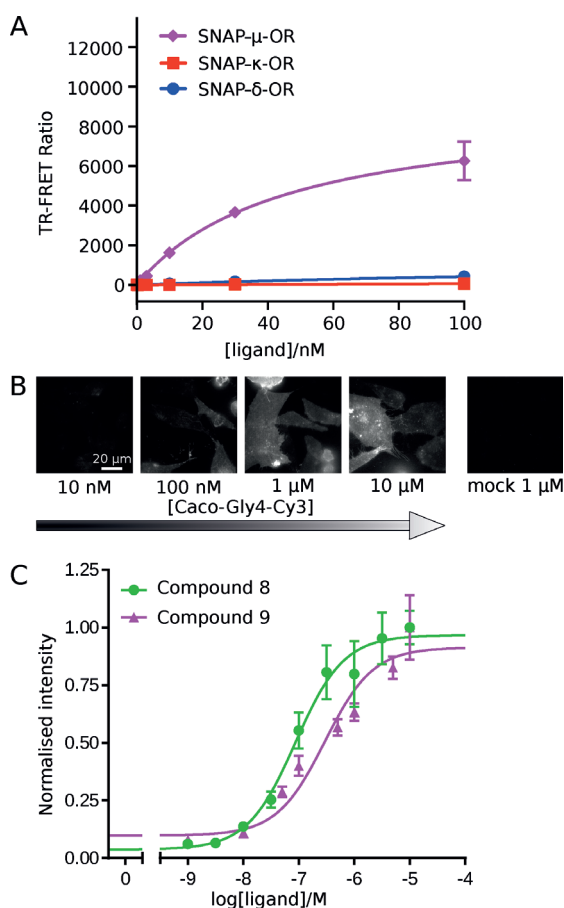 A
SNAP-μ-OR
SNAP-κ-OR
SNAP-δ-OR
12000
10000
8000
6000
4000
2000
0
TR-FRET Ratio
0 20 40 60 80 100
[ligand]/nM
B
20 μm
10 nM 100 nM 1 μM 10 μM mock 1 μM
[Caco-Gly4-Cy3]
C
Compound 8
Compound 9
1.25
1.00
0.75
0.50
0.25
0.00
Normalised intensity
0 -9 -8 -7 -6 -5 -4
log[ligand]/M